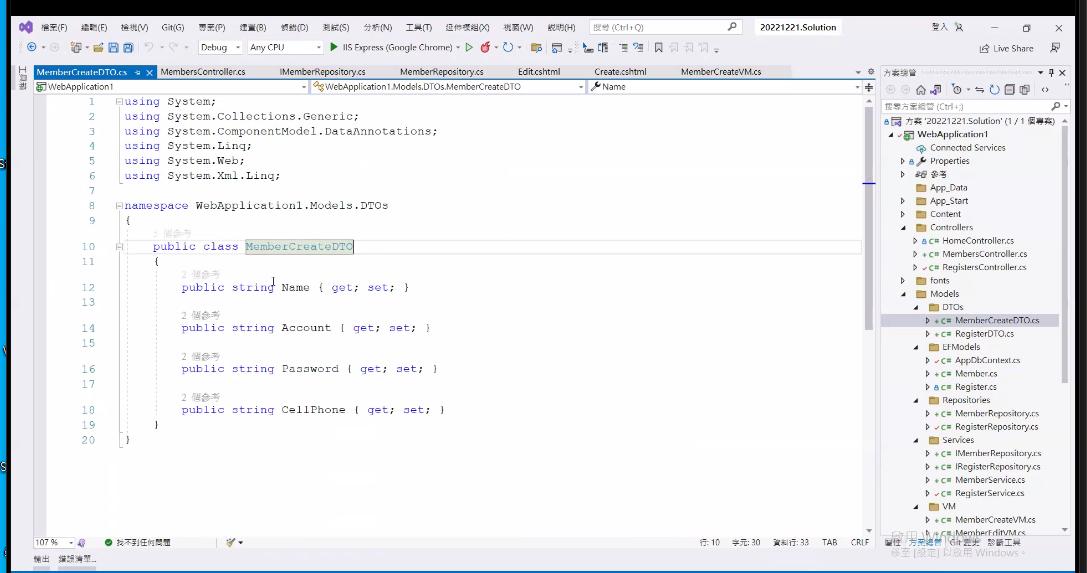 檔案(F) 編輯(E) 檢視(V) Git(G) 專案(P) 建置(B) 偵錯(D) 測試(S) 分析(N) 工具(T) 延伸模組(X) 視窗(W) 說明(H) 搜尋 (Ctrl+Q) 20221221.Solution 登入
Debug Any CPU IIS Express (Google Chrome) Live Share
MemberCreateDTO.cs MembersController.cs IMemberRepository.cs MemberRepository.cs Edit.cshtml Create.cshtml MemberCreateVM.cs
WebApplication1 WebApplication1.Models.DTOs.MemberCreateDTO Name
1 using System;
2 using System.Collections.Generic;
3 using System.ComponentModel.DataAnnotations;
4 using System.Linq;
5 using System.Web;
6 using System.Xml.Linq;
7
8 namespace WebApplication1.Models.DTOs
9 {
個參考
10 public class MemberCreateDTO
11 {
2 個參考
12 public string Name { get; set; }
13
2 個參考
14 public string Account { get; set; }
15
2 個參考
16 public string Password { get; set; }
17
2 個參考
18 public string CellPhone { get; set; }
19 }
20 }
107 % 找不到任何問題 行: 10 字元: 30 資料行: 33 TAB CRLF
輸出 錯誤清單...
方案總管
搜尋方案總管 (Ctrl+;)
方案 '20221221.Solution' (1 / 1 個專案)
WebApplication1
Connected Services
Properties
參考
App_Data
App_Start
Content
Controllers
C# HomeController.cs
C# MembersController.cs
C# RegistersController.cs
fonts
Models
DTOs
C# MemberCreateDTO.cs
C# RegisterDTO.cs
EFModels
C# AppDbContext.cs
C# Member.cs
C# Register.cs
Repositories
C# MemberRepository.cs
C# RegisterRepository.cs
Services
C# IMemberRepository.cs
C# IRegisterRepository.cs
C# MemberService.cs
C# RegisterService.cs
VM
C# MemberCreateVM.cs
C# MemberEditVM.cs
屬性 方案總管 Git 變更 診斷工具
啟用 Windows
移至 [設定] 以啟用 Windows。